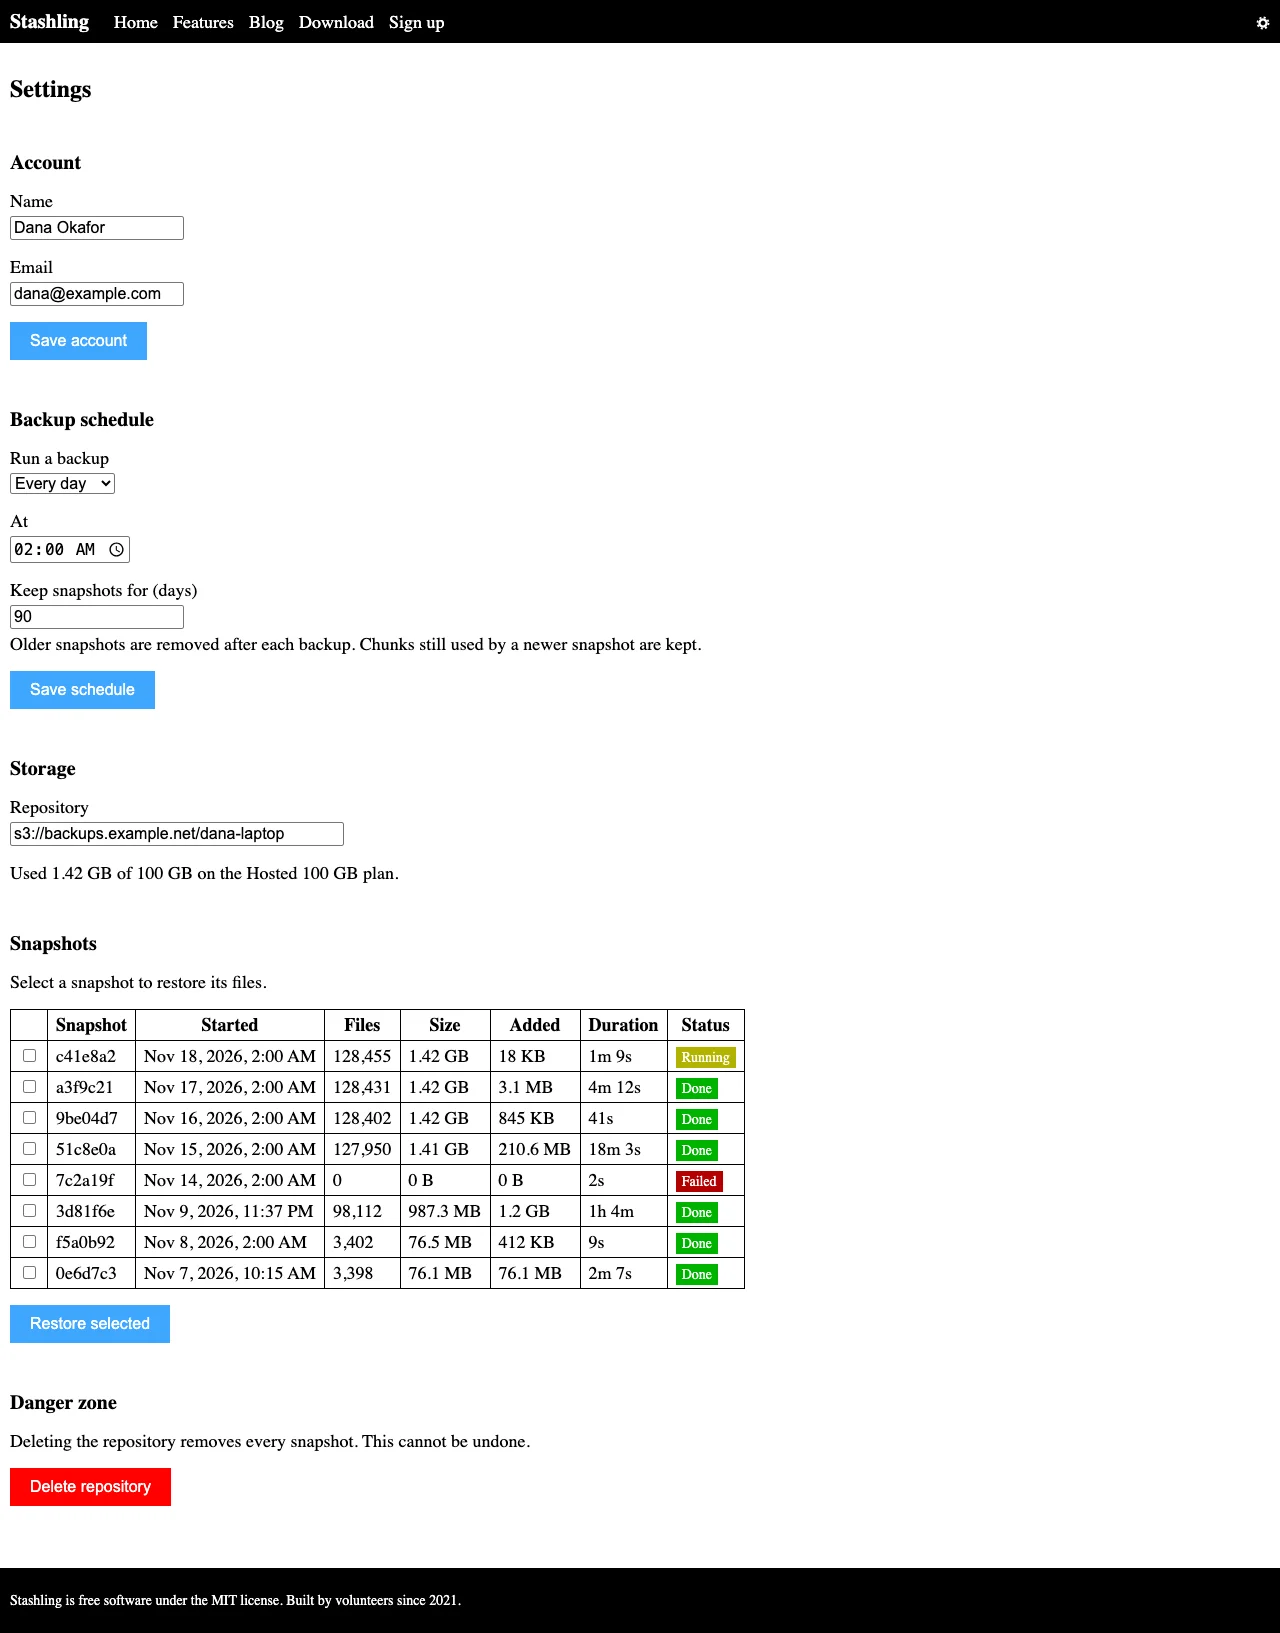 Stashling Home Features Blog Download Sign up
Settings
Account
Name
Dana Okafor
Email
dana@example.com
Save account
Backup schedule
Run a backup
Every day
At
02:00 AM
Keep snapshots for (days)
90
Older snapshots are removed after each backup. Chunks still used by a newer snapshot are kept.
Save schedule
Storage
Repository
s3://backups.example.net/dana-laptop
Used 1.42 GB of 100 GB on the Hosted 100 GB plan.
Snapshots
Select a snapshot to restore its files.
Snapshot Started Files Size Added Duration Status
c41e8a2 Nov 18, 2026, 2:00 AM 128,455 1.42 GB 18 KB 1m 9s Running
a3f9c21 Nov 17, 2026, 2:00 AM 128,431 1.42 GB 3.1 MB 4m 12s Done
9be04d7 Nov 16, 2026, 2:00 AM 128,402 1.42 GB 845 KB 41s Done
51c8e0a Nov 15, 2026, 2:00 AM 127,950 1.41 GB 210.6 MB 18m 3s Done
7c2a19f Nov 14, 2026, 2:00 AM 0 0 B 0 B 2s Failed
3d81f6e Nov 9, 2026, 11:37 PM 98,112 987.3 MB 1.2 GB 1h 4m Done
f5a0b92 Nov 8, 2026, 2:00 AM 3,402 76.5 MB 412 KB 9s Done
0e6d7c3 Nov 7, 2026, 10:15 AM 3,398 76.1 MB 76.1 MB 2m 7s Done
Restore selected
Danger zone
Deleting the repository removes every snapshot. This cannot be undone.
Delete repository
Stashling is free software under the MIT license. Built by volunteers since 2021.